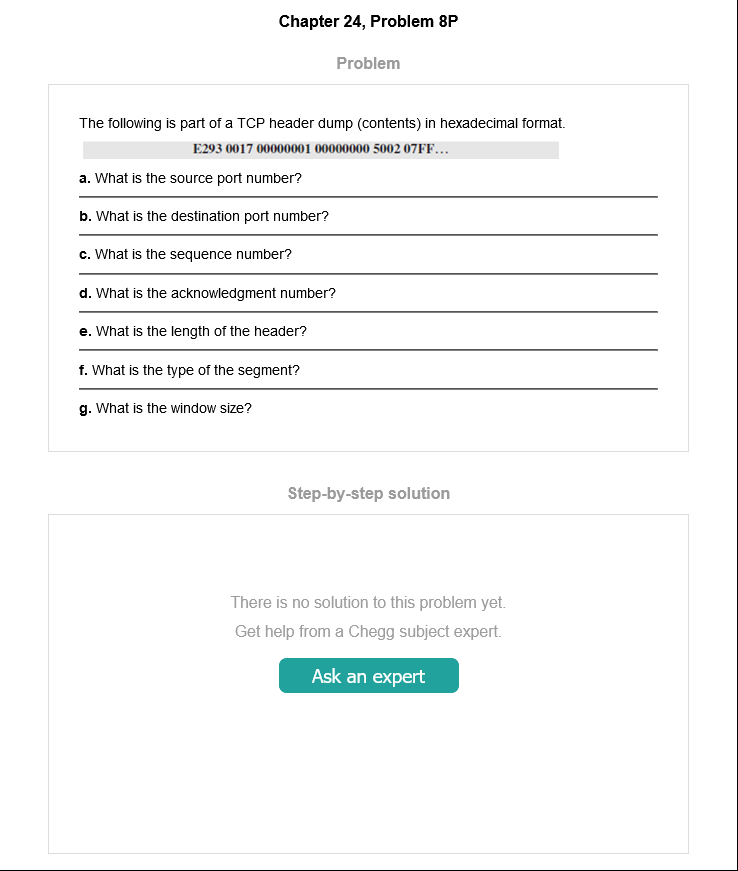 Chapter 24, Problem 8P
Problem
The following is part of a TCP header dump (contents) in hexadecimal format.
E293 0017 00000001 00000000 5002 07FF…
a. What is the source port number?
b. What is the destination port number?
c. What is the sequence number?
d. What is the acknowledgment number?
e. What is the length of the header?
f. What is the type of the segment?
g. What is the window size?
Step-by-step solution
There is no solution to this problem yet.
Get help from a Chegg subject expert.
Ask an expert